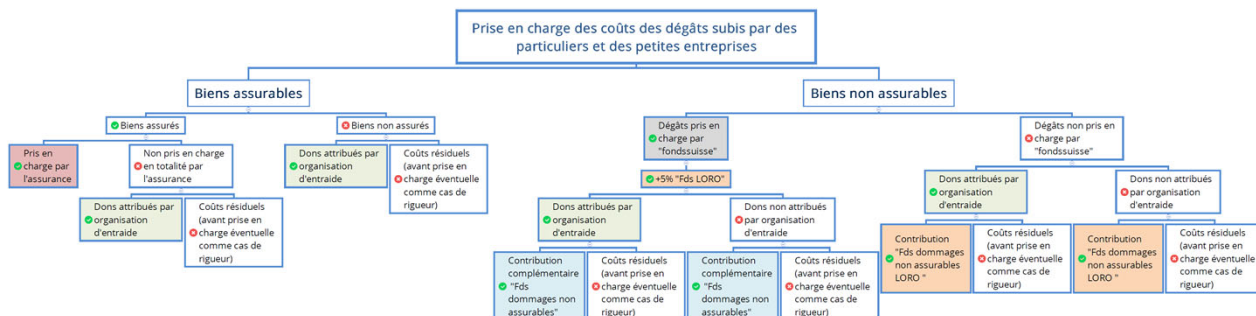 Prise en charge des coûts des dégâts subis par des
particuliers et des petites entreprises
Biens assurables
Biens non assurables
Biens assurés
Biens non assurés
Dégâts pris en
charge par
"fondssuisse"
Dégâts non pris en
charge par
"fondssuisse"
Pris en
charge par
l'assurance
Non pris en charge
en totalité par
l'assurance
Dons attribués par
organisation
d'entraide
Coûts résiduels
(avant prise en
charge éventuelle
comme cas de
rigueur)
+5% "Fds LORO"
Dons attribués par
organisation
d'entraide
Dons non attribués
par organisation
d'entraide
Dons attribués par
organisation
d'entraide
Coûts résiduels
(avant prise en
charge éventuelle
comme cas de
rigueur)
Dons attribués par
organisation
d'entraide
Dons non attribués
par organisation
d'entraide
Contribution
"Fds dommages
non assurables
LORO "
Coûts résiduels
(avant prise en
charge éventuelle
comme cas de
rigueur)
Contribution
"Fds dommages
non assurables
LORO "
Coûts résiduels
(avant prise en
charge éventuelle
comme cas de
rigueur)
Contribution
complémentaire
"Fds
dommages non
assurables"
Coûts résiduels
(avant prise en
charge éventuelle
comme cas de
rigueur)
Contribution
complémentaire
"Fds
dommages non
assurables"
Coûts résiduels
(avant prise en
charge éventuelle
comme cas de
rigueur)